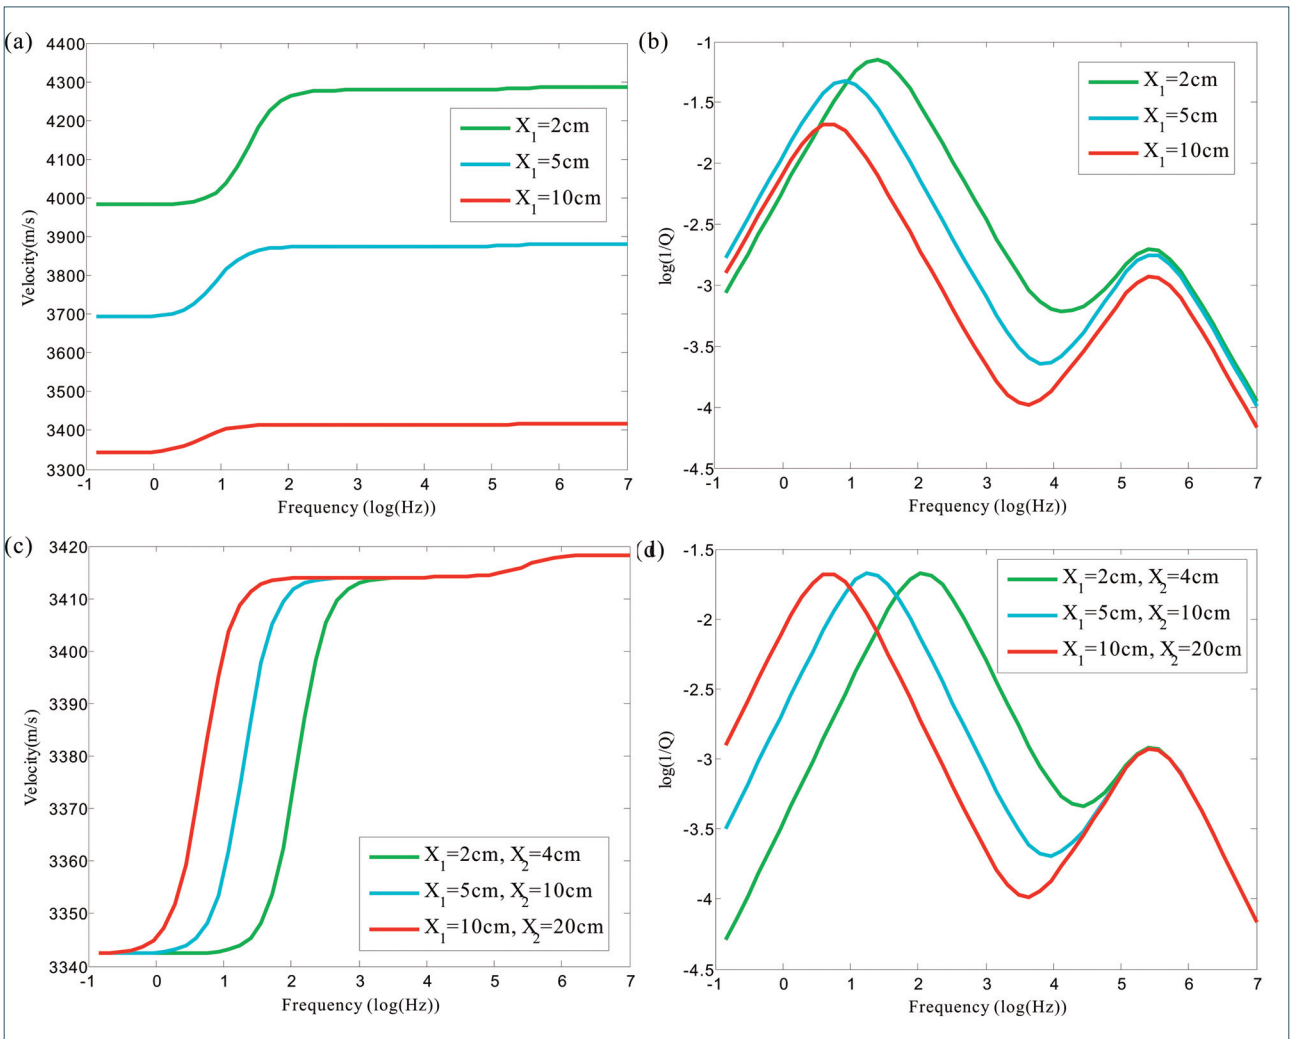 (a)
4400
4300
4200
4100
4000
3900
3800
3700
3600
3500
3400
3300
Velocity(m/s)
-1 0 1 2 3 4 5 6 7
Frequency (log(Hz))
X1=2cm
X1=5cm
X1=10cm
(b)
-1
-1.5
-2
-2.5
-3
-3.5
-4
-4.5
log(1/Q)
-1 0 1 2 3 4 5 6 7
Frequency (log(Hz))
X1=2cm
X1=5cm
X1=10cm
(c)
3420
3410
3400
3390
3380
3370
3360
3350
3340
Velocity(m/s)
-1 0 1 2 3 4 5 6 7
Frequency (log(Hz))
X1=2cm, X2=4cm
X1=5cm, X2=10cm
X1=10cm, X2=20cm
(d)
-1.5
-2
-2.5
-3
-3.5
-4
-4.5
log(1/Q)
-1 0 1 2 3 4 5 6 7
Frequency (log(Hz))
X1=2cm, X2=4cm
X1=5cm, X2=10cm
X1=10cm, X2=20cm